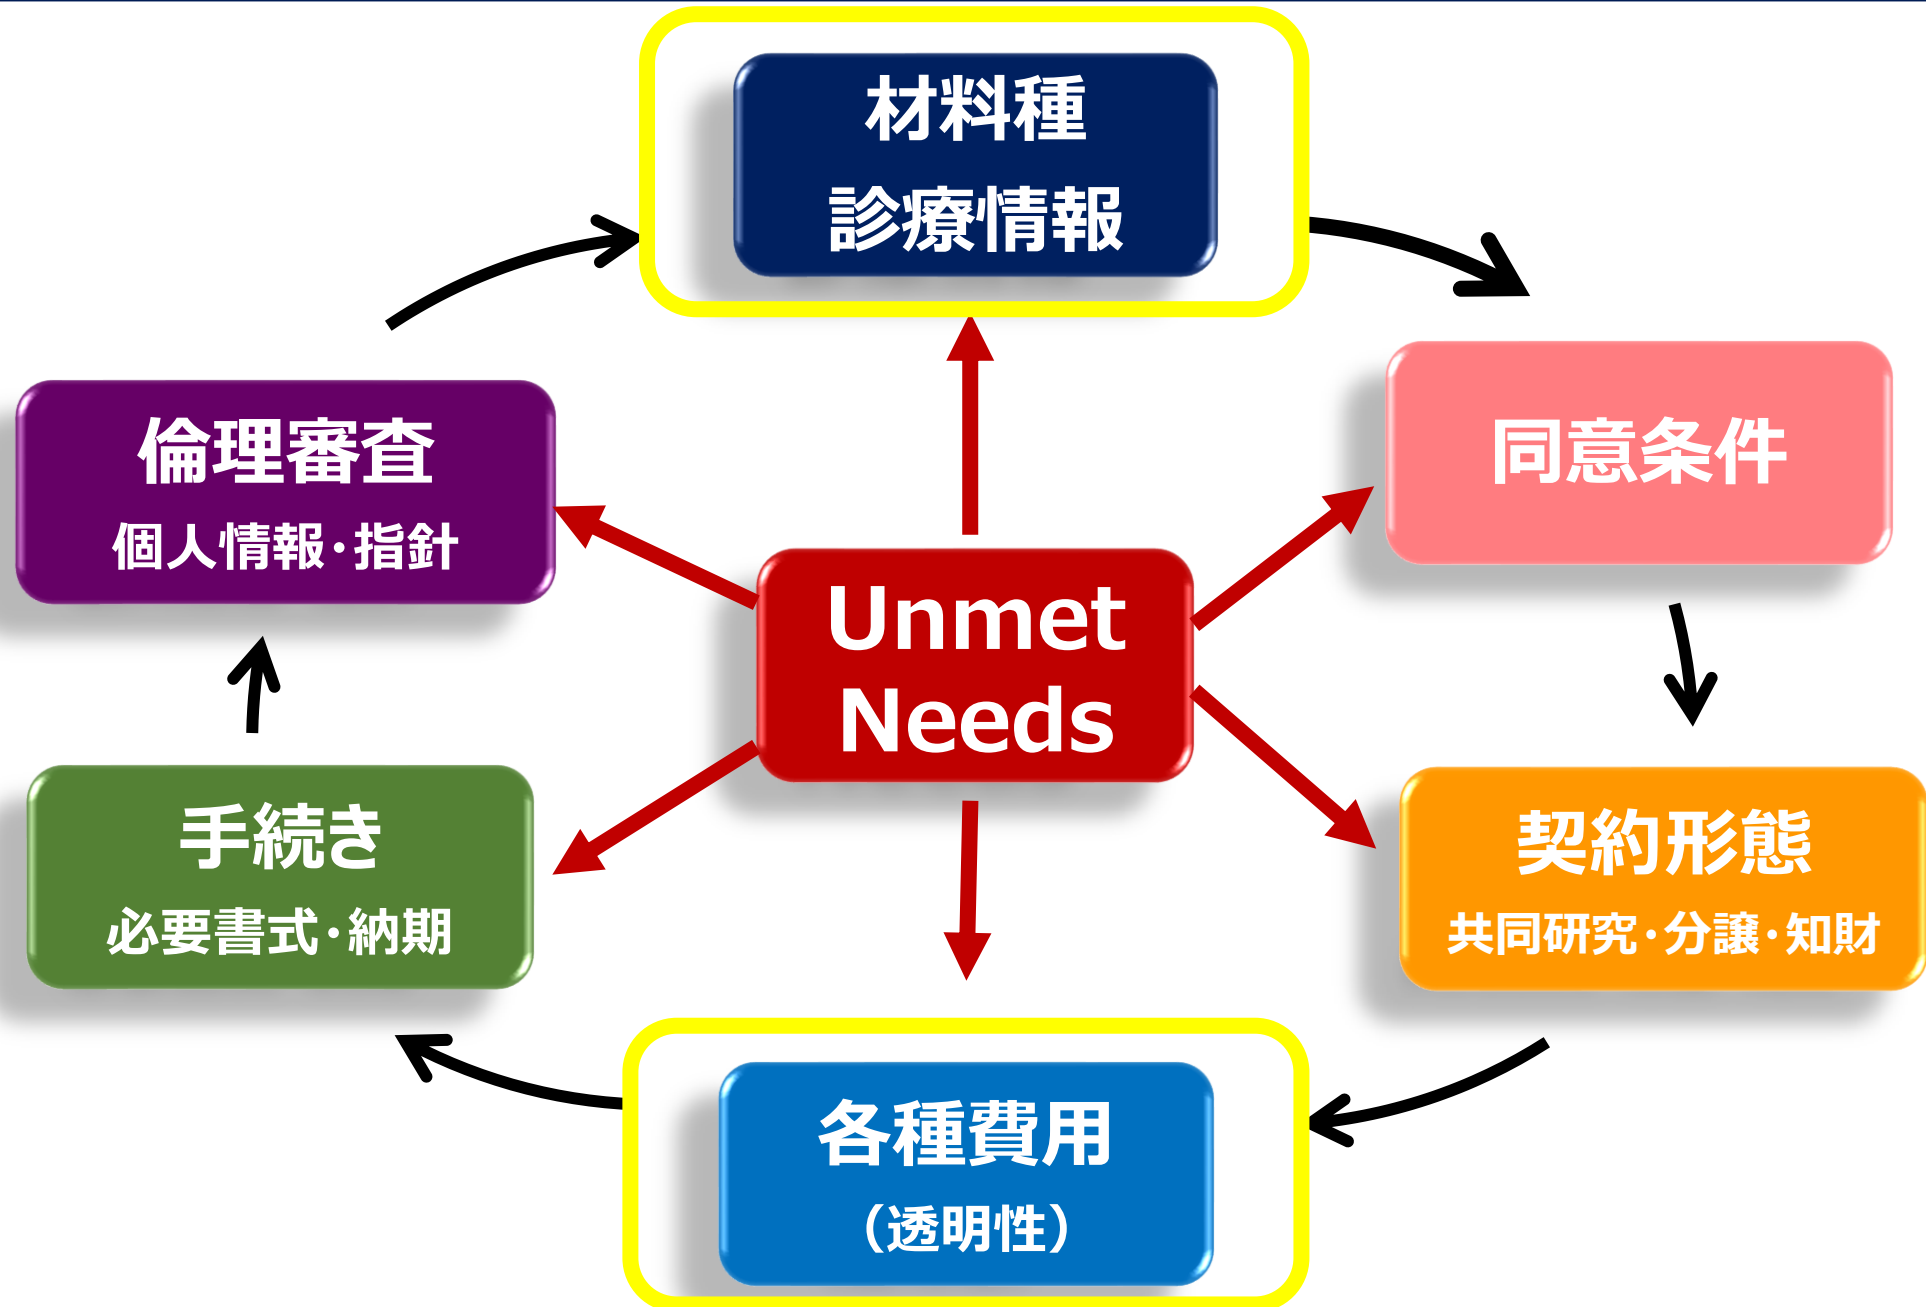 材料種
診療情報
同意条件
契約形態
共同研究・分譲・知財
各種費用
（透明性）
手続き
必要書式・納期
倫理審査
個人情報・指針
Unmet
Needs